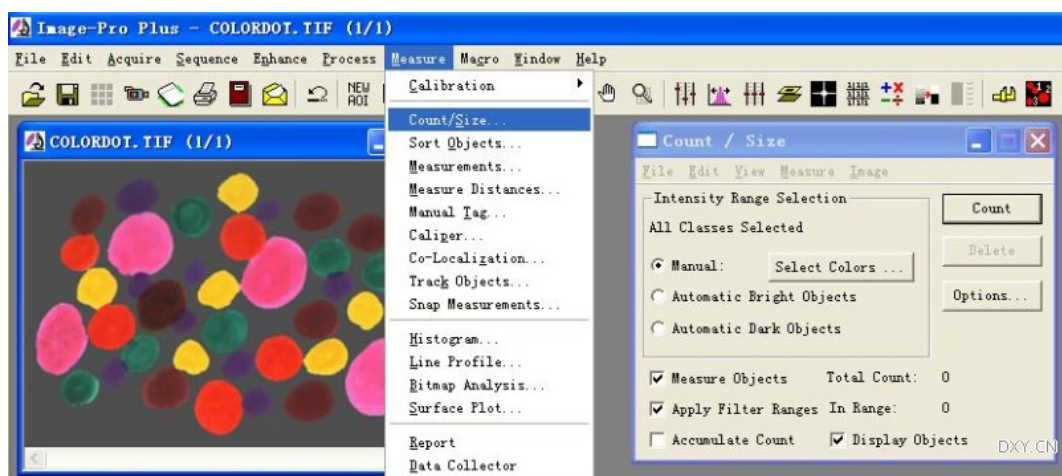 Image-Pro Plus - COLORDOT.TIF (1/1)
File Edit Acquire Sequence Enhance Process Measure Macro Window Help
NEW AOI
COLORDOT.TIF (1/1)
Calibration
Count/Size...
Sort Objects...
Measurements...
Measure Distances...
Manual Tag...
Caliper...
Co-Localization...
Track Objects...
Snap Measurements...
Histogram...
Line Profile...
Bitmap Analysis...
Surface Plot...
Report
Data Collector
Count / Size
File Edit View Measure Image
Intensity Range Selection
All Classes Selected
Manual: Select Colors ...
Automatic Bright Objects
Automatic Dark Objects
Count
Delete
Options...
Measure Objects Total Count: 0
Apply Filter Ranges In Range: 0
Accumulate Count Display Objects
DXY.CN